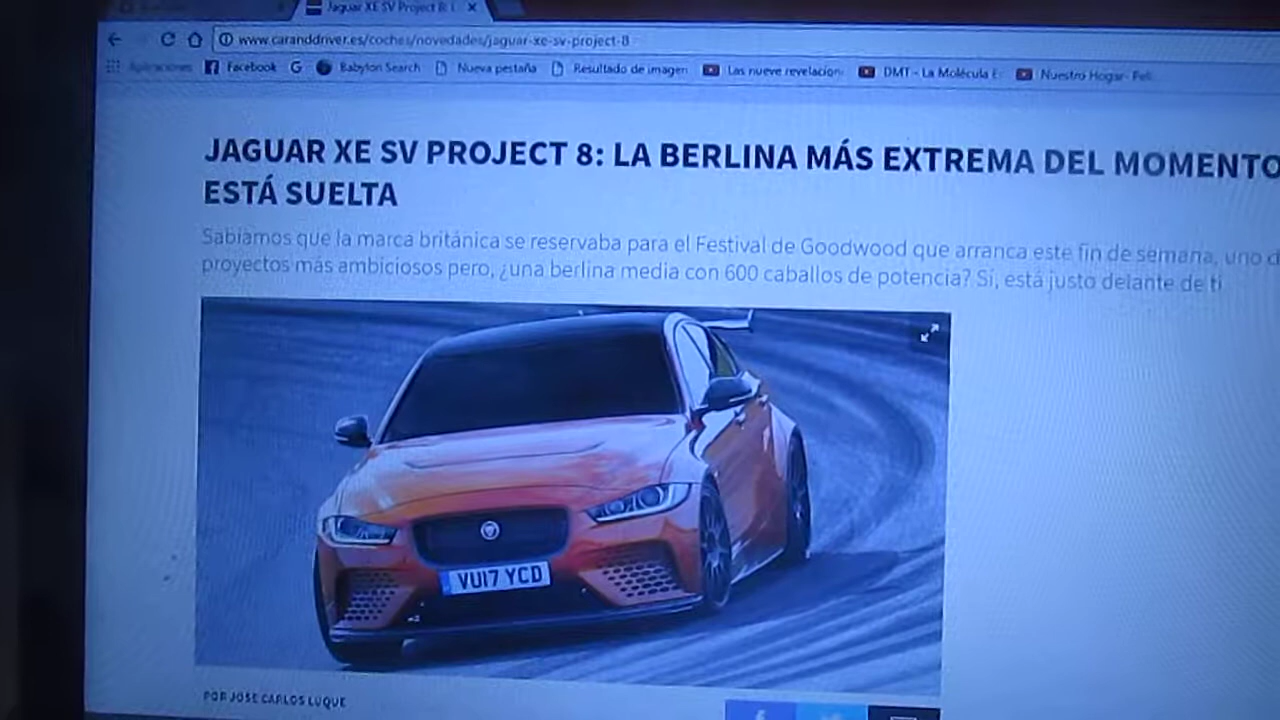 Jaguar XE SV Project 8: L
www.caranddriver.es/coches/novedades/jaguar-xe-sv-project-8
Aplicaciones Facebook G Babylon Search Nueva pestaña Resultado de imagen Las nueve revelacion DMT - La Molécula E Nuestro Hogar- Peli
JAGUAR XE SV PROJECT 8: LA BERLINA MÁS EXTREMA DEL MOMENTO
ESTÁ SUELTA
Sabíamos que la marca británica se reservaba para el Festival de Goodwood que arranca este fin de semana, uno d
proyectos más ambiciosos pero, ¿una berlina media con 600 caballos de potencia? Sí, está justo delante de ti
VU17 YCD
POR JOSE CARLOS LUQUE